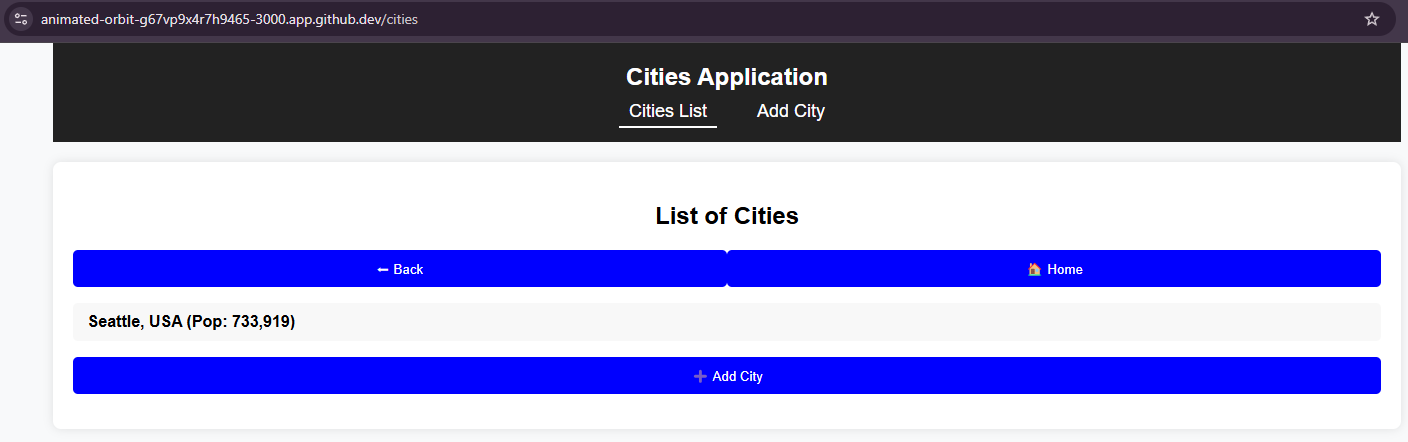 animated-orbit-g67vp9x4r7h9465-3000.app.github.dev/cities
Cities Application
Cities List Add City
List of Cities
← Back
🏠 Home
Seattle, USA (Pop: 733,919)
➕ Add City